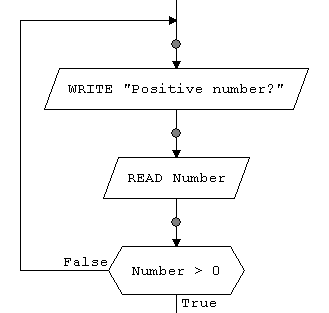 WRITE "Positive number?"
READ Number
False
Number > 0
True